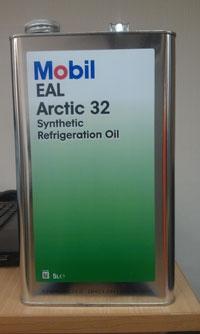 Mobil
EAL
Arctic 32
Synthetic
Refrigeration Oil
5L℮